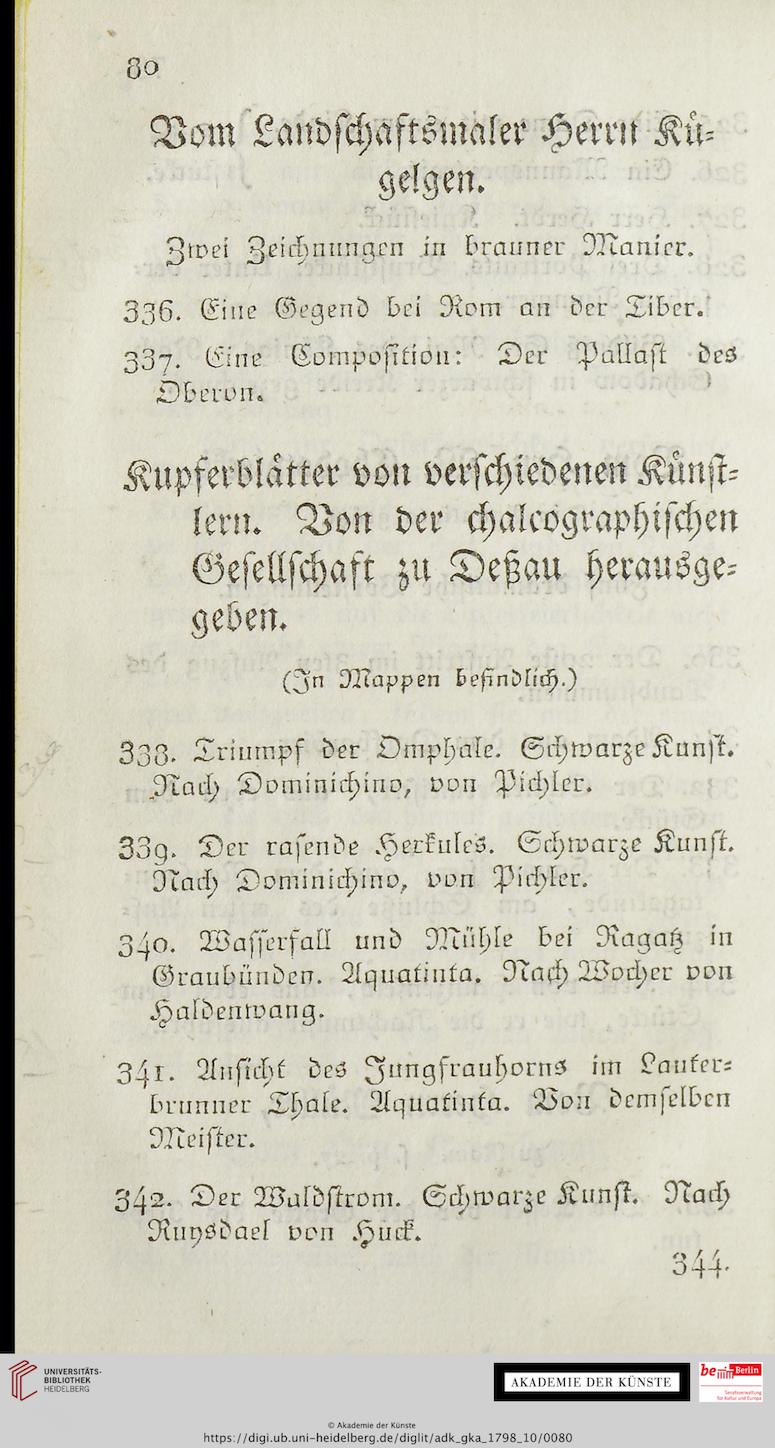 80
Vom Landschaftsmaler Herrn Kü-
gelgen.
Zwei Zeichnungen in brauner Manier.
336. Eine Gegend bei Rom an der Tiber.
337. Eine Composition: Der Pallast des
Oberon.
Kupferblätter von verschiedenen Künst-
lern. Von der chalcographischen
Gesellschaft zu Deßau herausge-
geben.
(In Mappen befindlich.)
338. Triumpf der Omphale. Schwarze Kunst.
Nach Dominichino, von Pichler.
339. Der rasende Herkules. Schwarze Kunst.
Nach Dominichino, von Pichler.
340. Wasserfall und Mühle bei Ragatz in
Graubünden. Aquatinta. Nach Wocher von
Haldenwang.
341. Ansicht des Jungfrauhorns im Lauter-
brunner Thale. Aquatinta. Von demselben
Meister.
342. Der Waldstrom. Schwarze Kunst. Nach
Ruysdael von Huck.
344.
UNIVERSITÄTS-
BIBLIOTHEK
HEIDELBERG
AKADEMIE DER KÜNSTE
be Berlin
Senatsverwaltung
für Kultur und Europa
© Akademie der Künste
https://digi.ub.uni-heidelberg.de/diglit/adk_gka_1798_10/0080